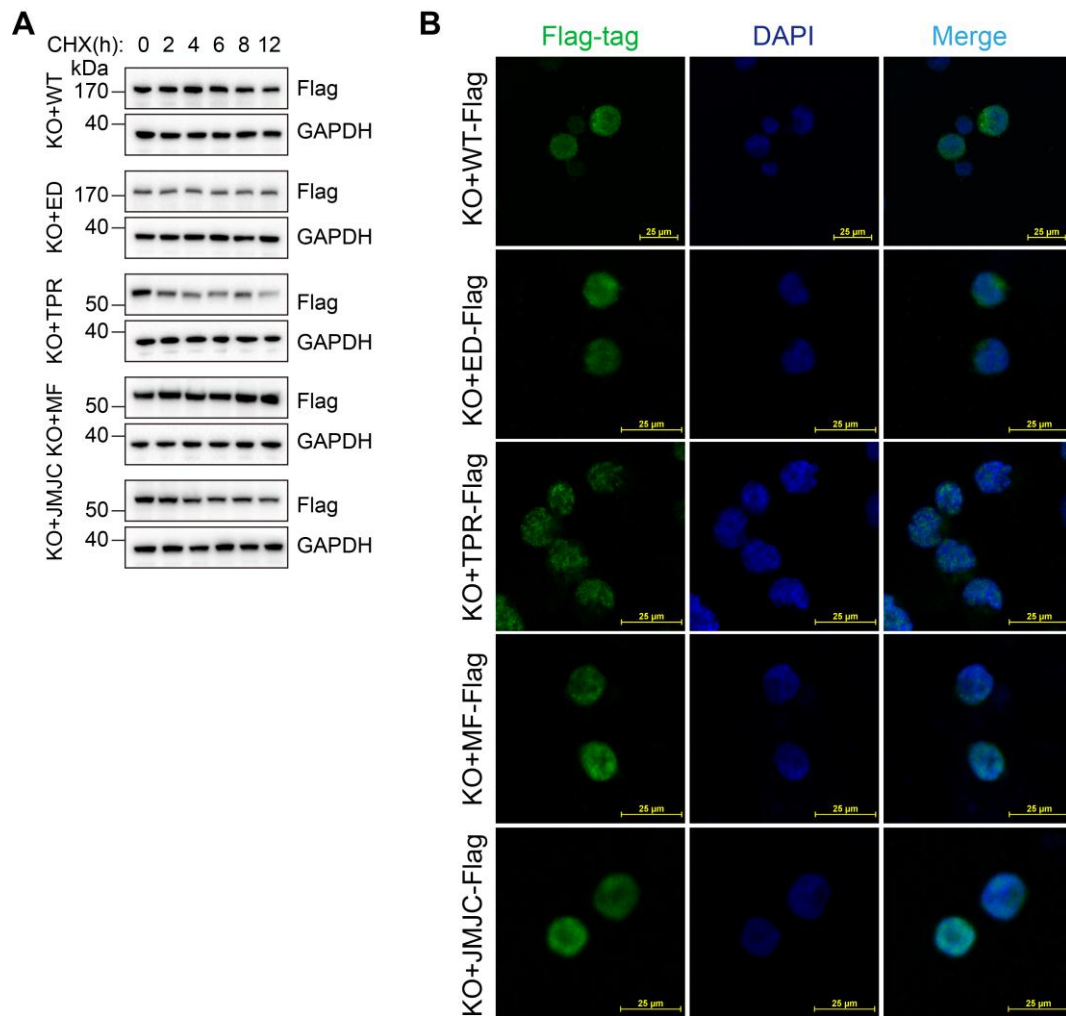 A
CHX(h): 0 2 4 6 8 12
kDa
KO+WT
170
Flag
40
GAPDH
KO+ED
170
Flag
40
GAPDH
KO+TPR
50
Flag
40
GAPDH
KO+MF
50
Flag
40
GAPDH
KO+JMJC
50
Flag
40
GAPDH
B
Flag-tag DAPI Merge
KO+WT-Flag
25 µm 25 µm 25 µm
KO+ED-Flag
25 µm 25 µm 25 µm
KO+TPR-Flag
25 µm 25 µm 25 µm
KO+MF-Flag
25 µm 25 µm 25 µm
KO+JMJC-Flag
25 µm 25 µm 25 µm